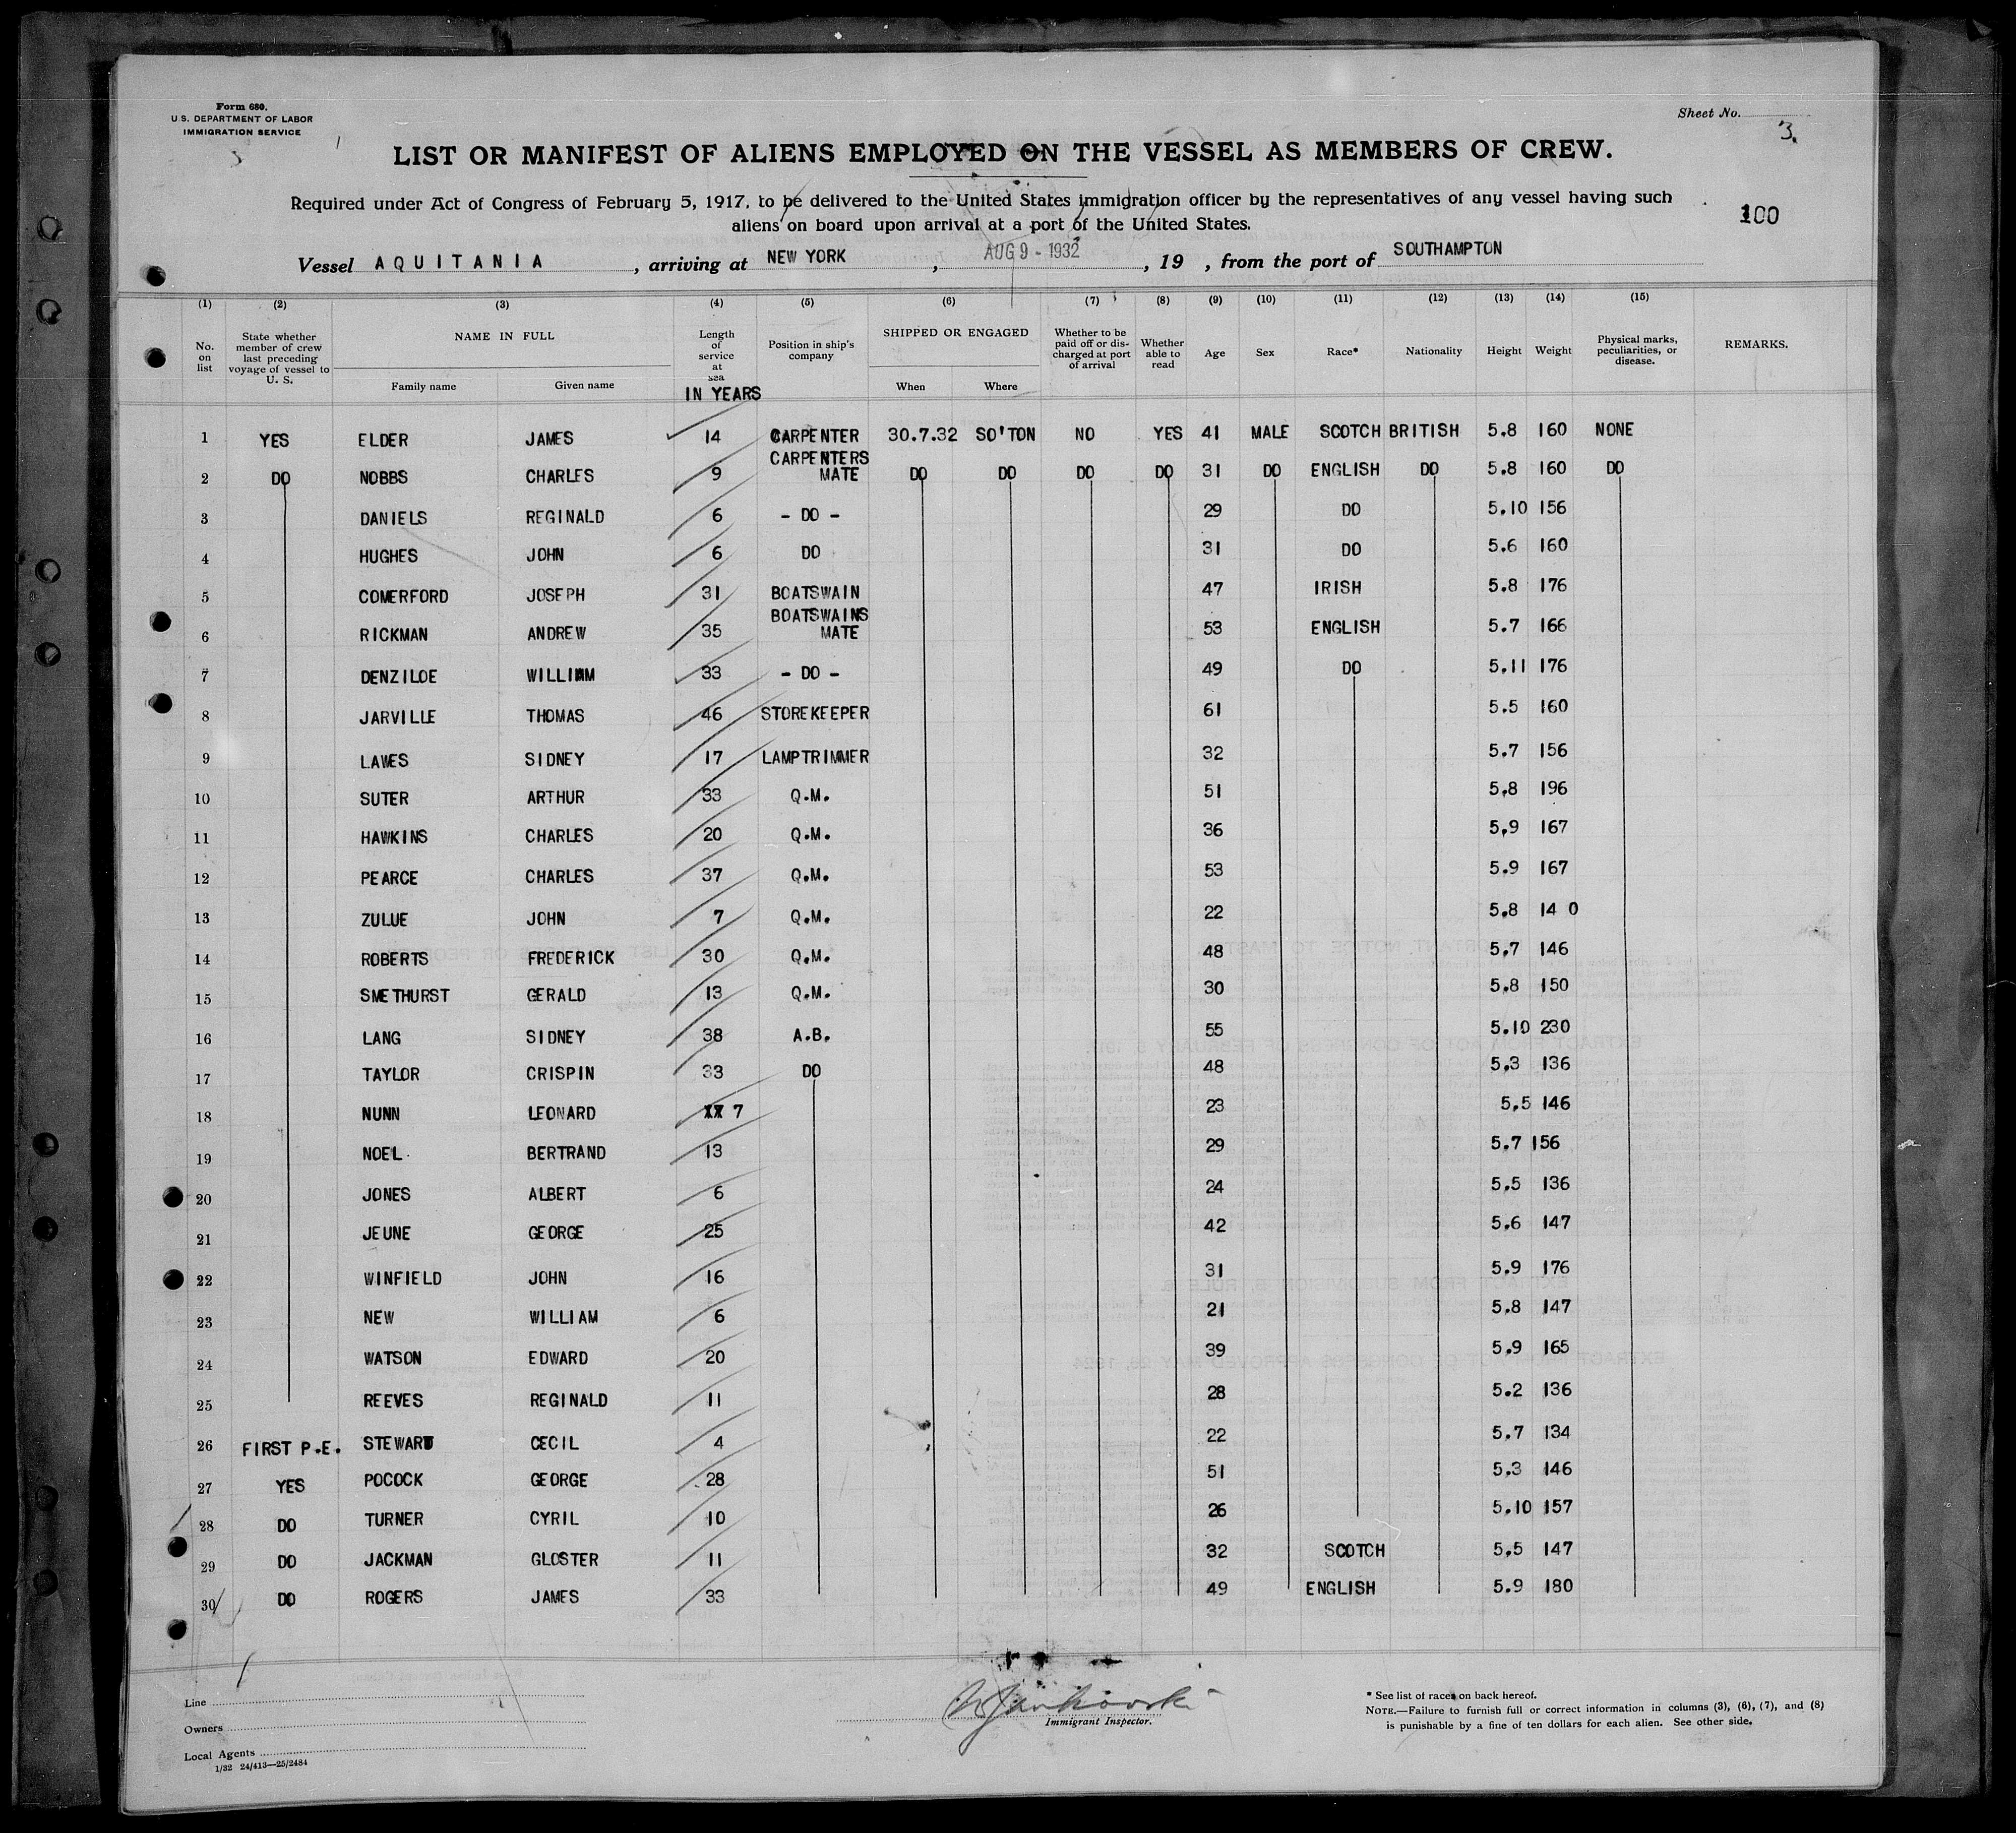 Form 680.
U.S. DEPARTMENT OF LABOR
IMMIGRATION SERVICE
Sheet No.
3.
LIST OR MANIFEST OF ALIENS EMPLOYED ON THE VESSEL AS MEMBERS OF CREW.
Required under Act of Congress of February 5, 1917, to be delivered to the United States immigration officer by the representatives of any vessel having such
aliens on board upon arrival at a port of the United States.
100
Vessel AQUITANIA, arriving at NEW YORK, AUG 9 - 1932, 19 , from the port of SOUTHAMPTON
(1) (2) (3) (4) (5) (6) (7) (8) (9) (10) (11) (12) (13) (14) (15)
No. on list State whether member of crew last preceding voyage of vessel to U. S. NAME IN FULL Family name Given name Length of service at sea IN YEARS Position in ship's company SHIPPED OR ENGAGED When Where Whether to be paid off or discharged at port of arrival Whether able to read Age Sex Race* Nationality Height Weight Physical marks, peculiarities, or disease. REMARKS.
1 YES ELDER JAMES 14 CARPENTER 30.7.32 SO'TON NO YES 41 MALE SCOTCH BRITISH 5.8 160 NONE
2 DO NOBBS CHARLES 9 CARPENTERS MATE DO DO DO DO 31 DO ENGLISH DO 5.8 160 DO
3 DANIELS REGINALD 6 - DO - 29 DO 5.10 156
4 HUGHES JOHN 6 DO 31 DO 5.6 160
5 COMERFORD JOSEPH 31 BOATSWAIN 47 IRISH 5.8 176
6 RICKMAN ANDREW 35 BOATSWAINS MATE 53 ENGLISH 5.7 166
7 DENZILOE WILLIAM 33 - DO - 49 DO 5.11 176
8 JARVILLE THOMAS 46 STOREKEEPER 61 5.5 160
9 LAWES SIDNEY 17 LAMPTRIMMER 32 5.7 156
10 SUTER ARTHUR 33 Q.M. 51 5,8 196
11 HAWKINS CHARLES 20 Q.M. 36 5,9 167
12 PEARCE CHARLES 37 Q.M. 53 5.9 167
13 ZULUE JOHN 7 Q.M. 22 5.8 14 0
14 ROBERTS FREDERICK 30 Q.M. 48 5,7 146
15 SMETHURST GERALD 13 Q.M. 30 5.8 150
16 LANG SIDNEY 38 A.B. 55 5.10 230
17 TAYLOR CRISPIN 33 DO 48 5.3 136
18 NUNN LEONARD XX 7 23 5,5 146
19 NOEL BERTRAND 13 29 5.7 156
20 JONES ALBERT 6 24 5.5 136
21 JEUNE GEORGE 25 42 5.6 147
22 WINFIELD JOHN 16 31 5.9 176
23 NEW WILLIAM 6 21 5.8 147
24 WATSON EDWARD 20 39 5.9 165
25 REEVES REGINALD 11 28 5.2 136
26 FIRST P.E. STEWART CECIL 4 22 5.7 134
27 YES POCOCK GEORGE 28 51 5.3 146
28 DO TURNER CYRIL 10 26 5.10 157
29 DO JACKMAN GLOSTER 11 32 SCOTCH 5.5 147
30 DO ROGERS JAMES 33 49 ENGLISH 5.9 180
Line
Owners
Local Agents
1/32 24/413—25/2484
Immigrant Inspector.
* See list of races on back hereof.
NOTE.—Failure to furnish full or correct information in columns (3), (6), (7), and (8)
is punishable by a fine of ten dollars for each alien. See other side.